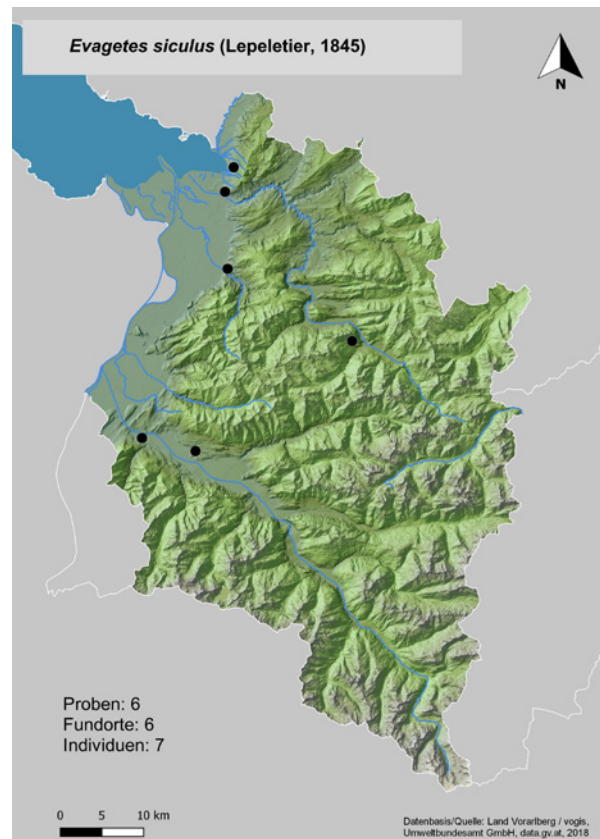 Evagetes siculus (Lepeletier, 1845)
N
Proben: 6
Fundorte: 6
Individuen: 7
0 5 10 km
Datenbasis/Quelle: Land Vorarlberg / vogis,
Umweltbundesamt GmbH, data.gv.at, 2018